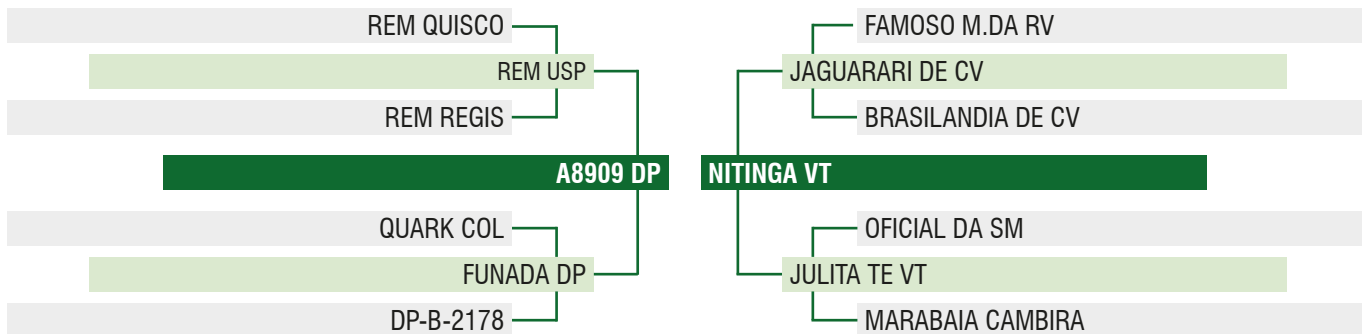 REM QUISCO
REM USP
REM REGIS
A8909 DP
QUARK COL
FUNADA DP
DP-B-2178
FAMOSO M.DA RV
JAGUARARI DE CV
BRASILANDIA DE CV
NITINGA VT
OFICIAL DA SM
JULITA TE VT
MARABAIA CAMBIRA